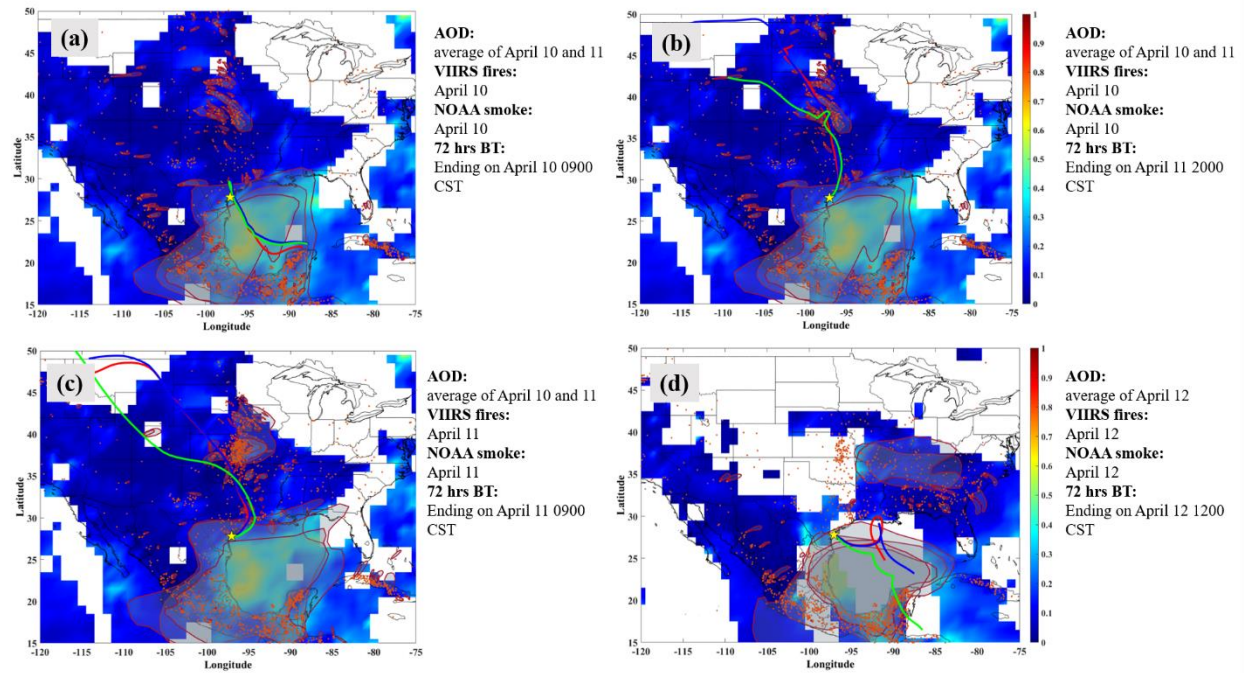 (a)
50
45
40
35
30
25
20
15
Latitude
-120 -115 -110 -105 -100 -95 -90 -85 -80 -75
Longitude
AOD:
average of April 10 and 11
VIIRS fires:
April 10
NOAA smoke:
April 10
72 hrs BT:
Ending on April 10 0900
CST
(b)
50
45
40
35
30
25
20
15
Latitude
-120 -115 -110 -105 -100 -95 -90 -85 -80 -75
Longitude
1
0.9
0.8
0.7
0.6
0.5
0.4
0.3
0.2
0.1
0
AOD:
average of April 10 and 11
VIIRS fires:
April 10
NOAA smoke:
April 10
72 hrs BT:
Ending on April 11 2000
CST
(c)
50
45
40
35
30
25
20
15
Latitude
-120 -115 -110 -105 -100 -95 -90 -85 -80 -75
Longitude
AOD:
average of April 10 and 11
VIIRS fires:
April 11
NOAA smoke:
April 11
72 hrs BT:
Ending on April 11 0900
CST
(d)
50
45
40
35
30
25
20
15
Latitude
-120 -115 -110 -105 -100 -95 -90 -85 -80 -75
Longitude
1
0.9
0.8
0.7
0.6
0.5
0.4
0.3
0.2
0.1
0
AOD:
average of April 12
VIIRS fires:
April 12
NOAA smoke:
April 12
72 hrs BT:
Ending on April 12 1200
CST